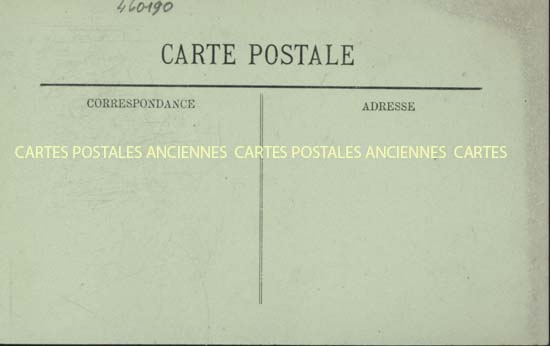 460190
CARTE POSTALE
CORRESPONDANCE
ADRESSE
CARTES POSTALES ANCIENNES CARTES POSTALES ANCIENNES CARTES